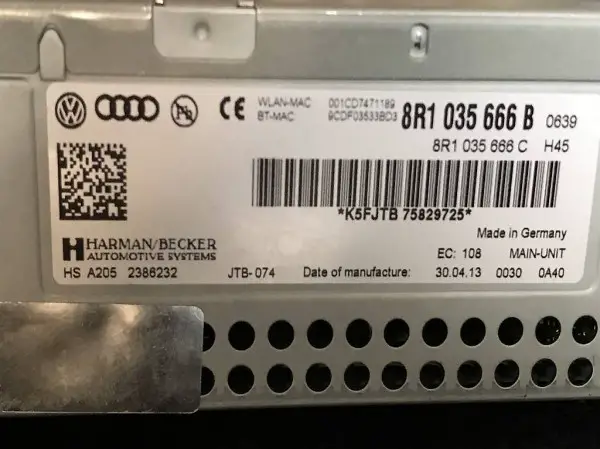 WLAN-MAC 001CD7471189 8R1 035 666 B 0639
BT-MAC 9CDF03533BD3
8R1 035 666 C H45
*K5FJTB 75829725*
Made in Germany
HARMAN/BECKER
AUTOMOTIVE SYSTEMS
EC: 108 MAIN-UNIT
HS A205 2386232 JTB-074 Date of manufacture: 30.04.13 0030 0A40